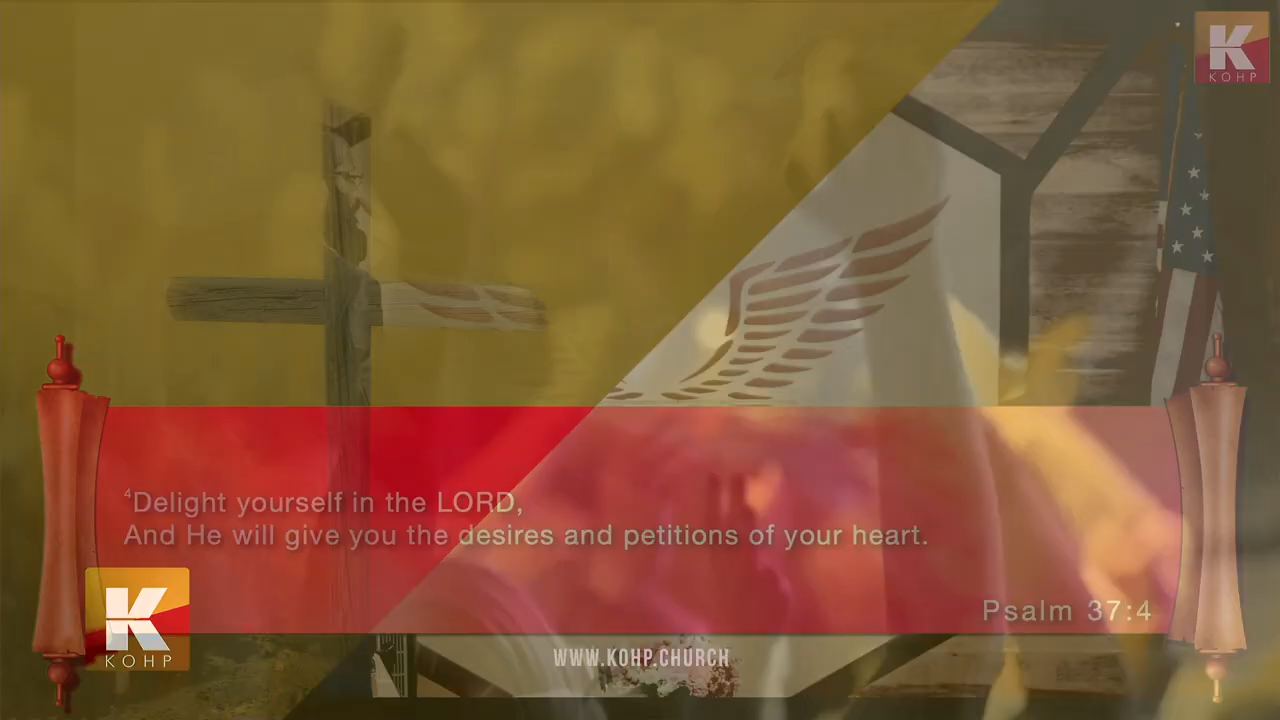 K
KOHP
⁴Delight yourself in the LORD,
And He will give you the desires and petitions of your heart.
Psalm 37:4
K
KOHP
WWW.KOHP.CHURCH